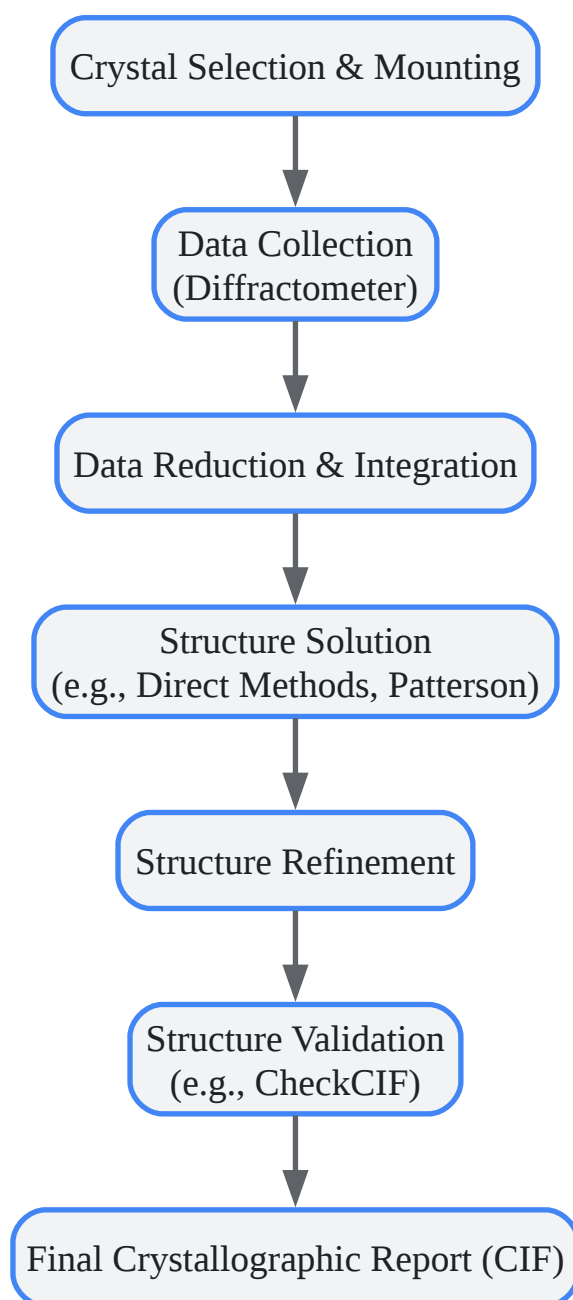 Crystal Selection & Mounting
Data Collection
(Diffractometer)
Data Reduction & Integration
Structure Solution
(e.g., Direct Methods, Patterson)
Structure Refinement
Structure Validation
(e.g., CheckCIF)
Final Crystallographic Report (CIF)